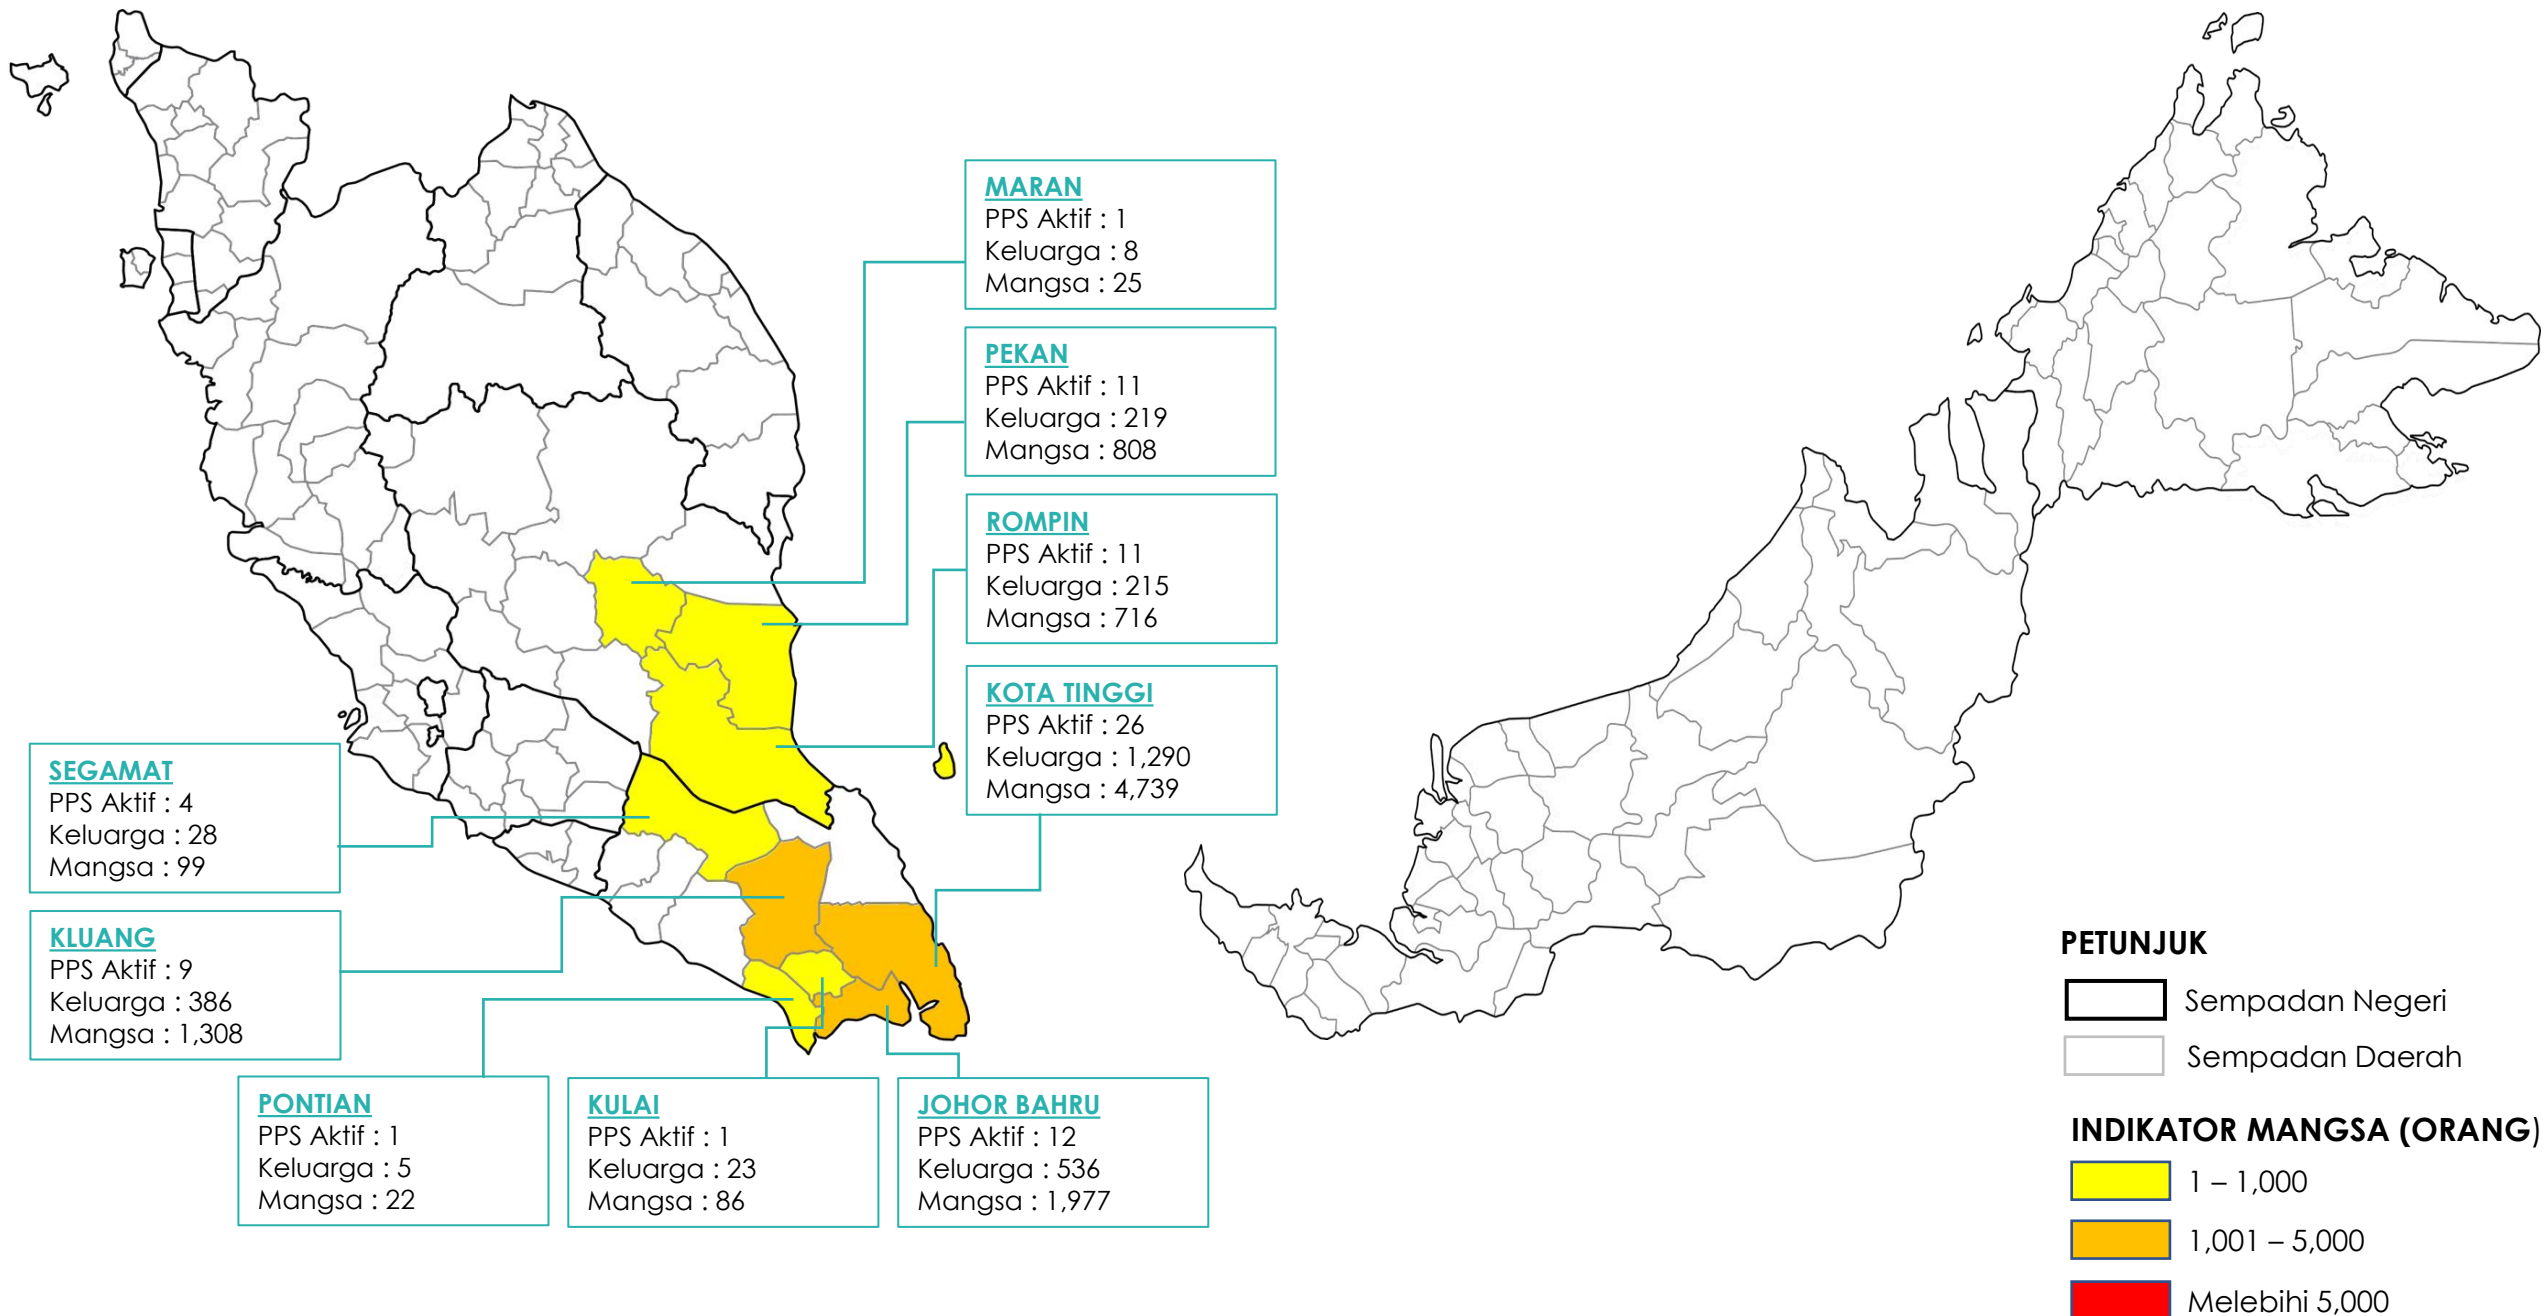 MARAN
PPS Aktif : 1
Keluarga : 8
Mangsa : 25
PEKAN
PPS Aktif : 11
Keluarga : 219
Mangsa : 808
ROMPIN
PPS Aktif : 11
Keluarga : 215
Mangsa : 716
KOTA TINGGI
PPS Aktif : 26
Keluarga : 1,290
Mangsa : 4,739
SEGAMAT
PPS Aktif : 4
Keluarga : 28
Mangsa : 99
KLUANG
PPS Aktif : 9
Keluarga : 386
Mangsa : 1,308
PONTIAN
PPS Aktif : 1
Keluarga : 5
Mangsa : 22
KULAI
PPS Aktif : 1
Keluarga : 23
Mangsa : 86
JOHOR BAHRU
PPS Aktif : 12
Keluarga : 536
Mangsa : 1,977
PETUNJUK
Sempadan Negeri
Sempadan Daerah
INDIKATOR MANGSA (ORANG)
1 – 1,000
1,001 – 5,000
Melebihi 5,000